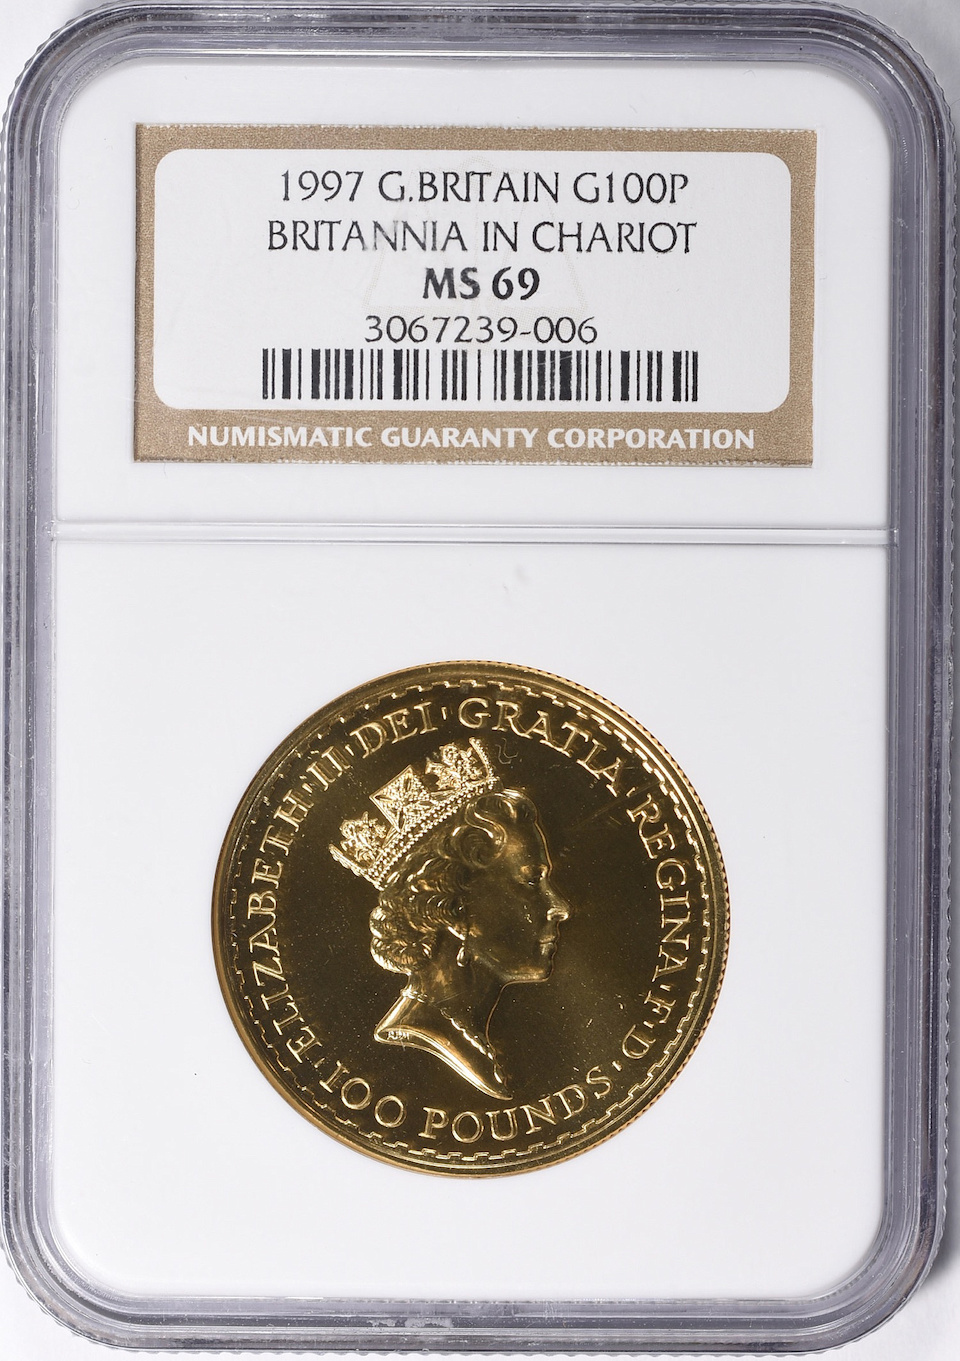 1997 G.BRITAIN G100P
BRITANNIA IN CHARIOT
MS 69
3067239-006
NUMISMATIC GUARANTY CORPORATION
ELIZABETH·II·DEI·GRATIA·REGINA·F·D·
100 POUNDS
RDM